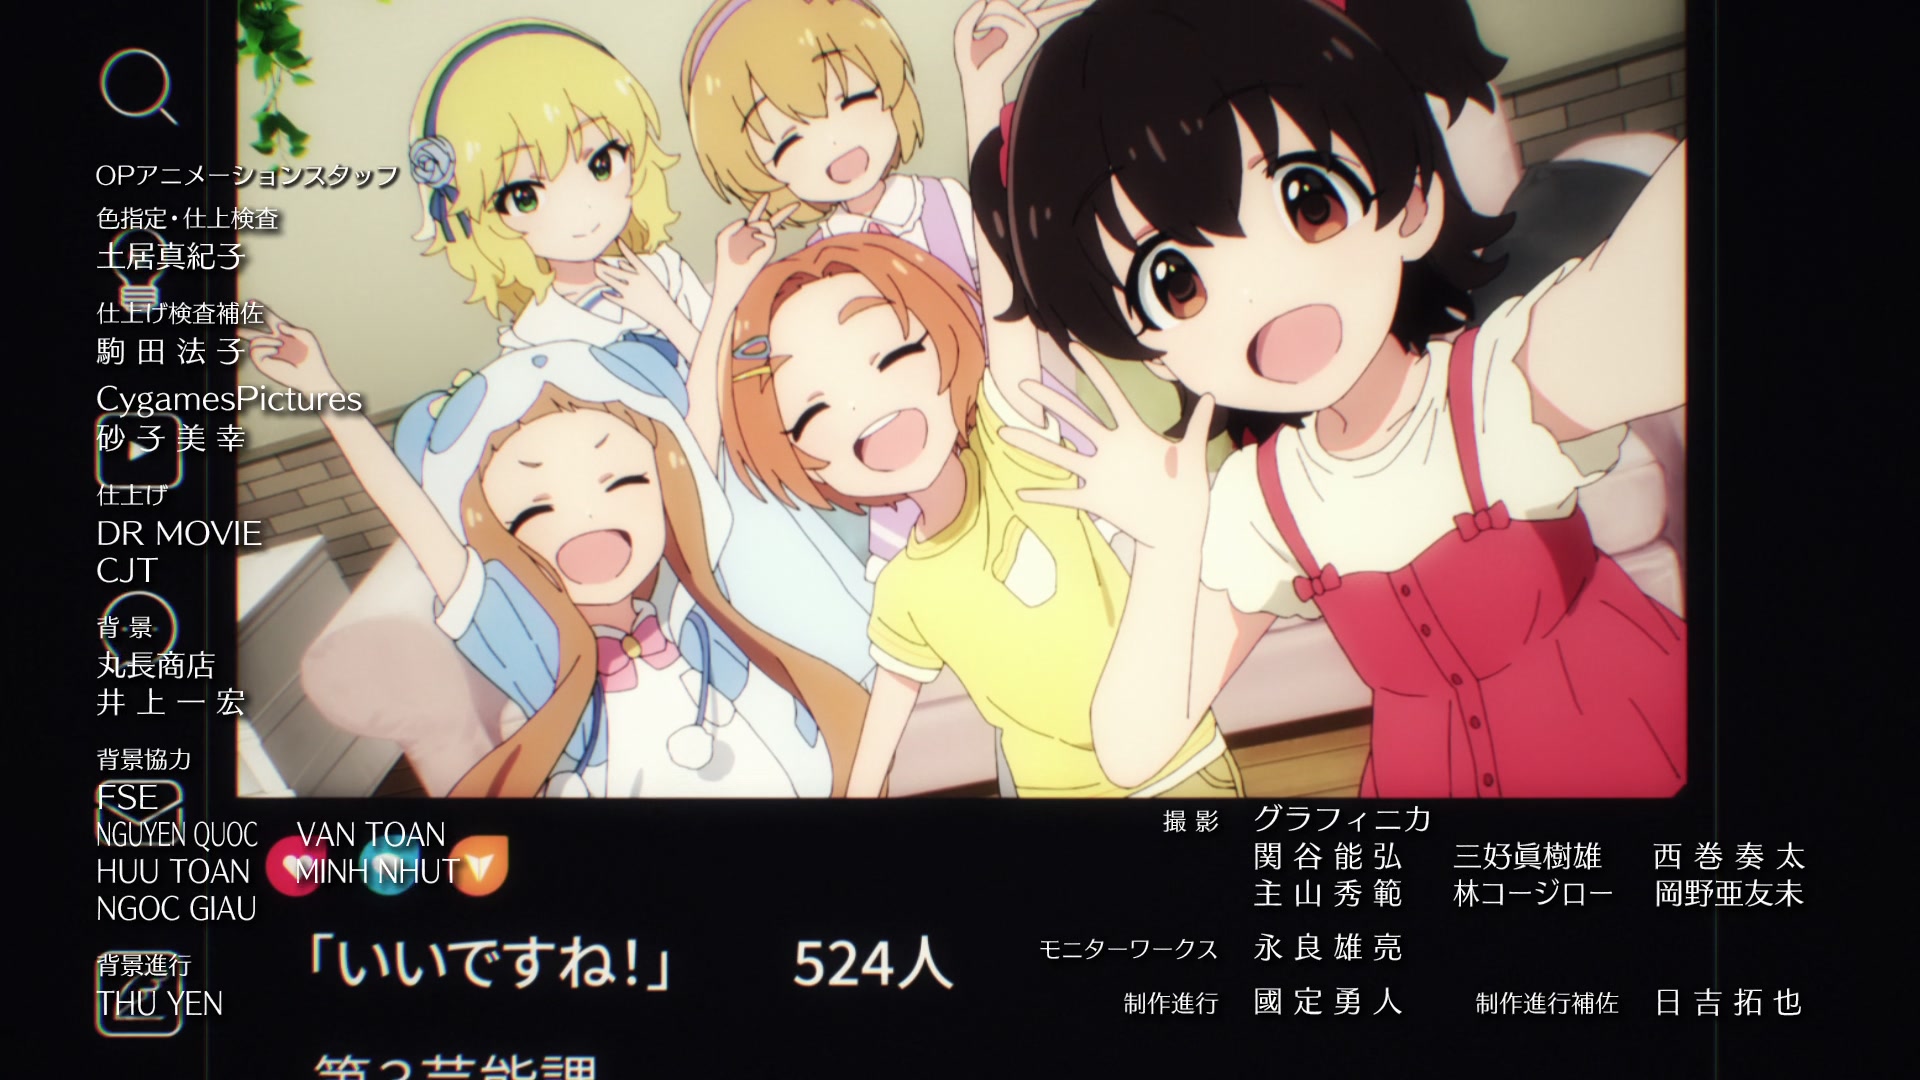 OPアニメーションスタッフ
色指定・仕上検査
土居真紀子
仕上げ検査補佐
駒田法子
CygamesPictures
砂子美幸
仕上げ
DR MOVIE
CJT
背景
丸長商店
井上一宏
背景協力
FSE
NGUYEN QUOC VAN TOAN
HUU TOAN MINH NHUT
NGOC GIAU
背景進行
THU YEN
「いいですね!」 524人
第3芸能課
撮影 グラフィニカ
関谷能弘 三好眞樹雄 西巻奏太
主山秀範 林コージロー 岡野亜友未
モニターワークス 永良雄亮
制作進行 國定勇人 制作進行補佐 日吉拓也